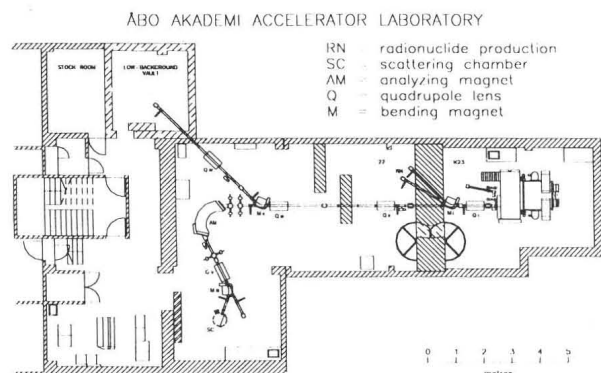 ÅBO AKADEMI ACCELERATOR LABORATORY
RN = radionuclide production
SC = scattering chamber
AM = analyzing magnet
Q = quadrupole lens
M = bending magnet
STOCK ROOM
LOW-BACKGROUND
VAULT
RN
K23
AM
SC
0 1 2 3 4 5
meters